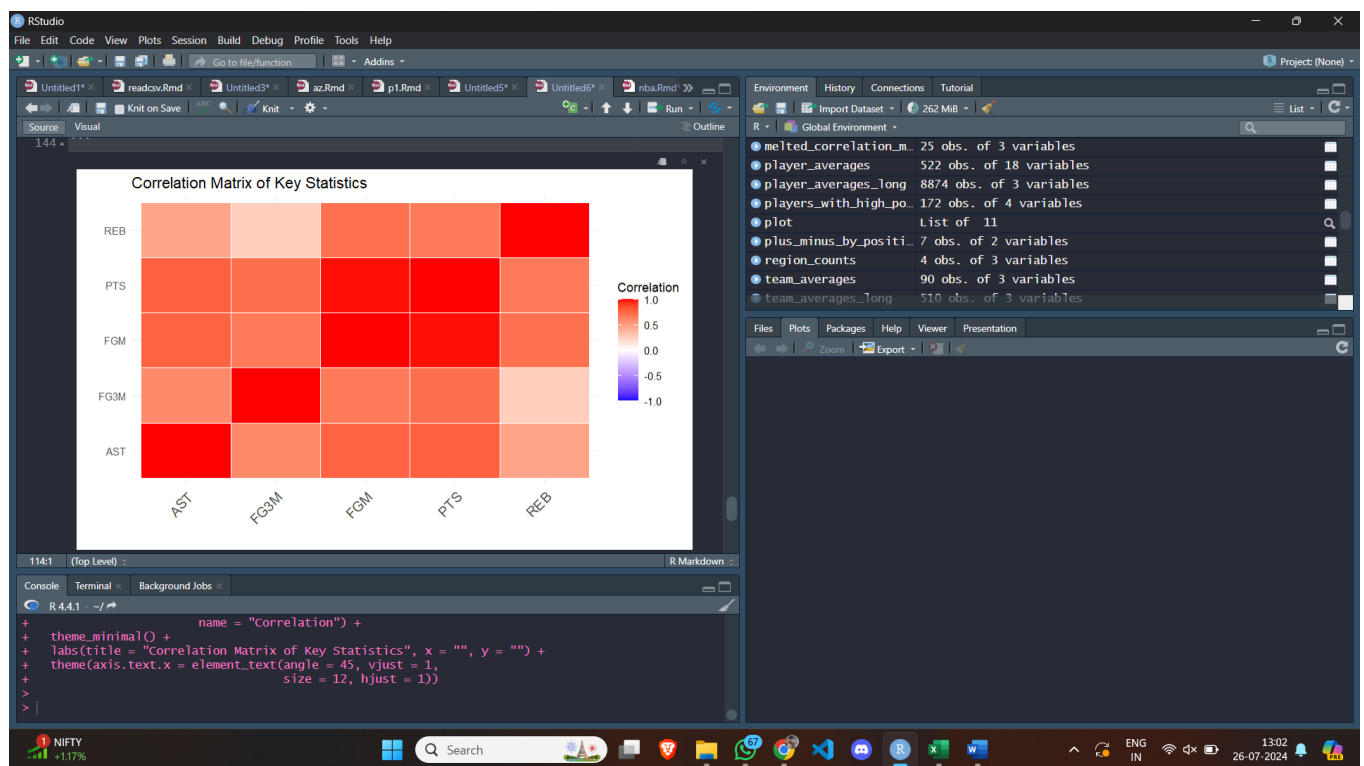 RStudio
File Edit Code View Plots Session Build Debug Profile Tools Help
Go to file/function Addins Project: (None)
Untitled1* readcsv.Rmd Untitled3* az.Rmd p1.Rmd Untitled5* Untitled6* nba.Rmd
Knit on Save ABC Knit Run
Source Visual Outline
144 ```
Correlation Matrix of Key Statistics
REB
PTS
FGM
FG3M
AST
AST FG3M FGM PTS REB
Correlation
1.0
0.5
0.0
-0.5
-1.0
114:1 (Top Level) R Markdown
Console Terminal Background Jobs
R 4.4.1 · ~/
+ name = "Correlation") +
+ theme_minimal() +
+ labs(title = "Correlation Matrix of Key Statistics", x = "", y = "") +
+ theme(axis.text.x = element_text(angle = 45, vjust = 1,
+ size = 12, hjust = 1))
>
>
Environment History Connections Tutorial
Import Dataset 262 MiB List
R Global Environment
melted_correlation_m… 25 obs. of 3 variables
player_averages 522 obs. of 18 variables
player_averages_long 8874 obs. of 3 variables
players_with_high_po… 172 obs. of 4 variables
plot List of 11
plus_minus_by_positi… 7 obs. of 2 variables
region_counts 4 obs. of 3 variables
team_averages 90 obs. of 3 variables
team_averages_long 510 obs. of 3 variables
Files Plots Packages Help Viewer Presentation
Zoom Export
1 NIFTY
+1.17%
Search
67
ENG
IN
13:02
26-07-2024
PRE